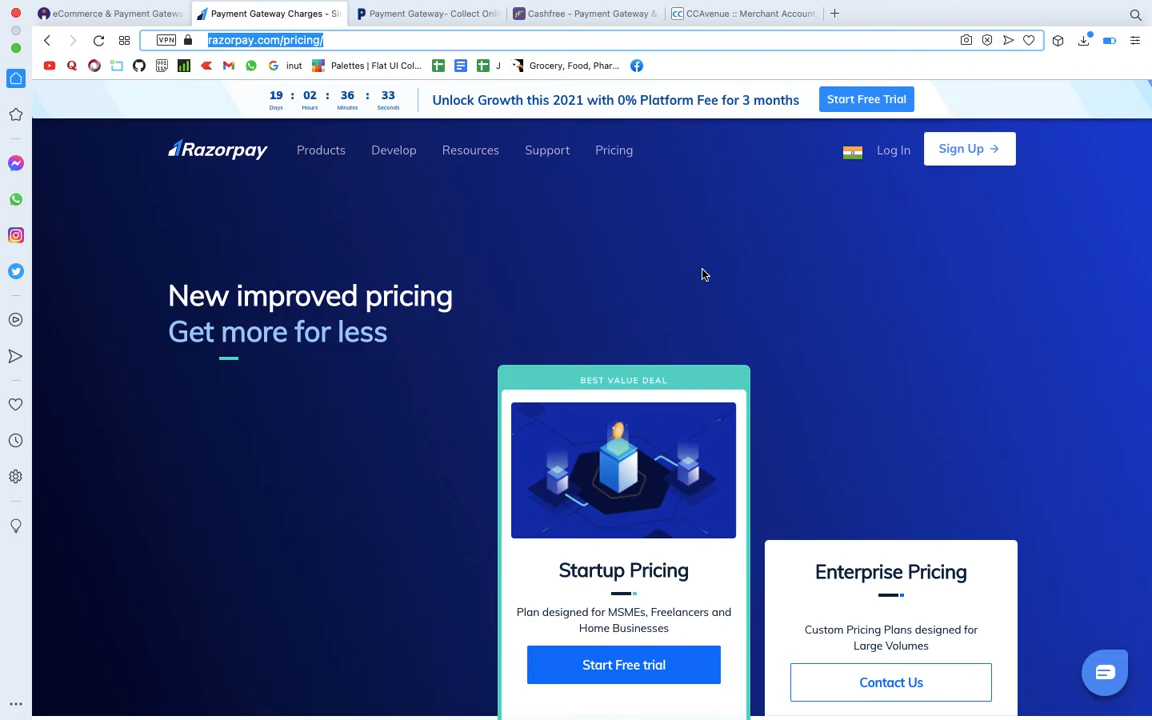 eCommerce & Payment Gatewa
Payment Gateway Charges - Si
Payment Gateway- Collect Onli
Cashfree - Payment Gateway &
CCAvenue :: Merchant Account
VPN
razorpay.com/pricing/
inut
Palettes | Flat UI Col...
J
Grocery, Food, Phar...
19 : 02 : 36 : 33
Days Hours Minutes Seconds
Unlock Growth this 2021 with 0% Platform Fee for 3 months
Start Free Trial
Razorpay
Products
Develop
Resources
Support
Pricing
Log In
Sign Up →
New improved pricing
Get more for less
BEST VALUE DEAL
Startup Pricing
Plan designed for MSMEs, Freelancers and
Home Businesses
Start Free trial
Enterprise Pricing
Custom Pricing Plans designed for
Large Volumes
Contact Us